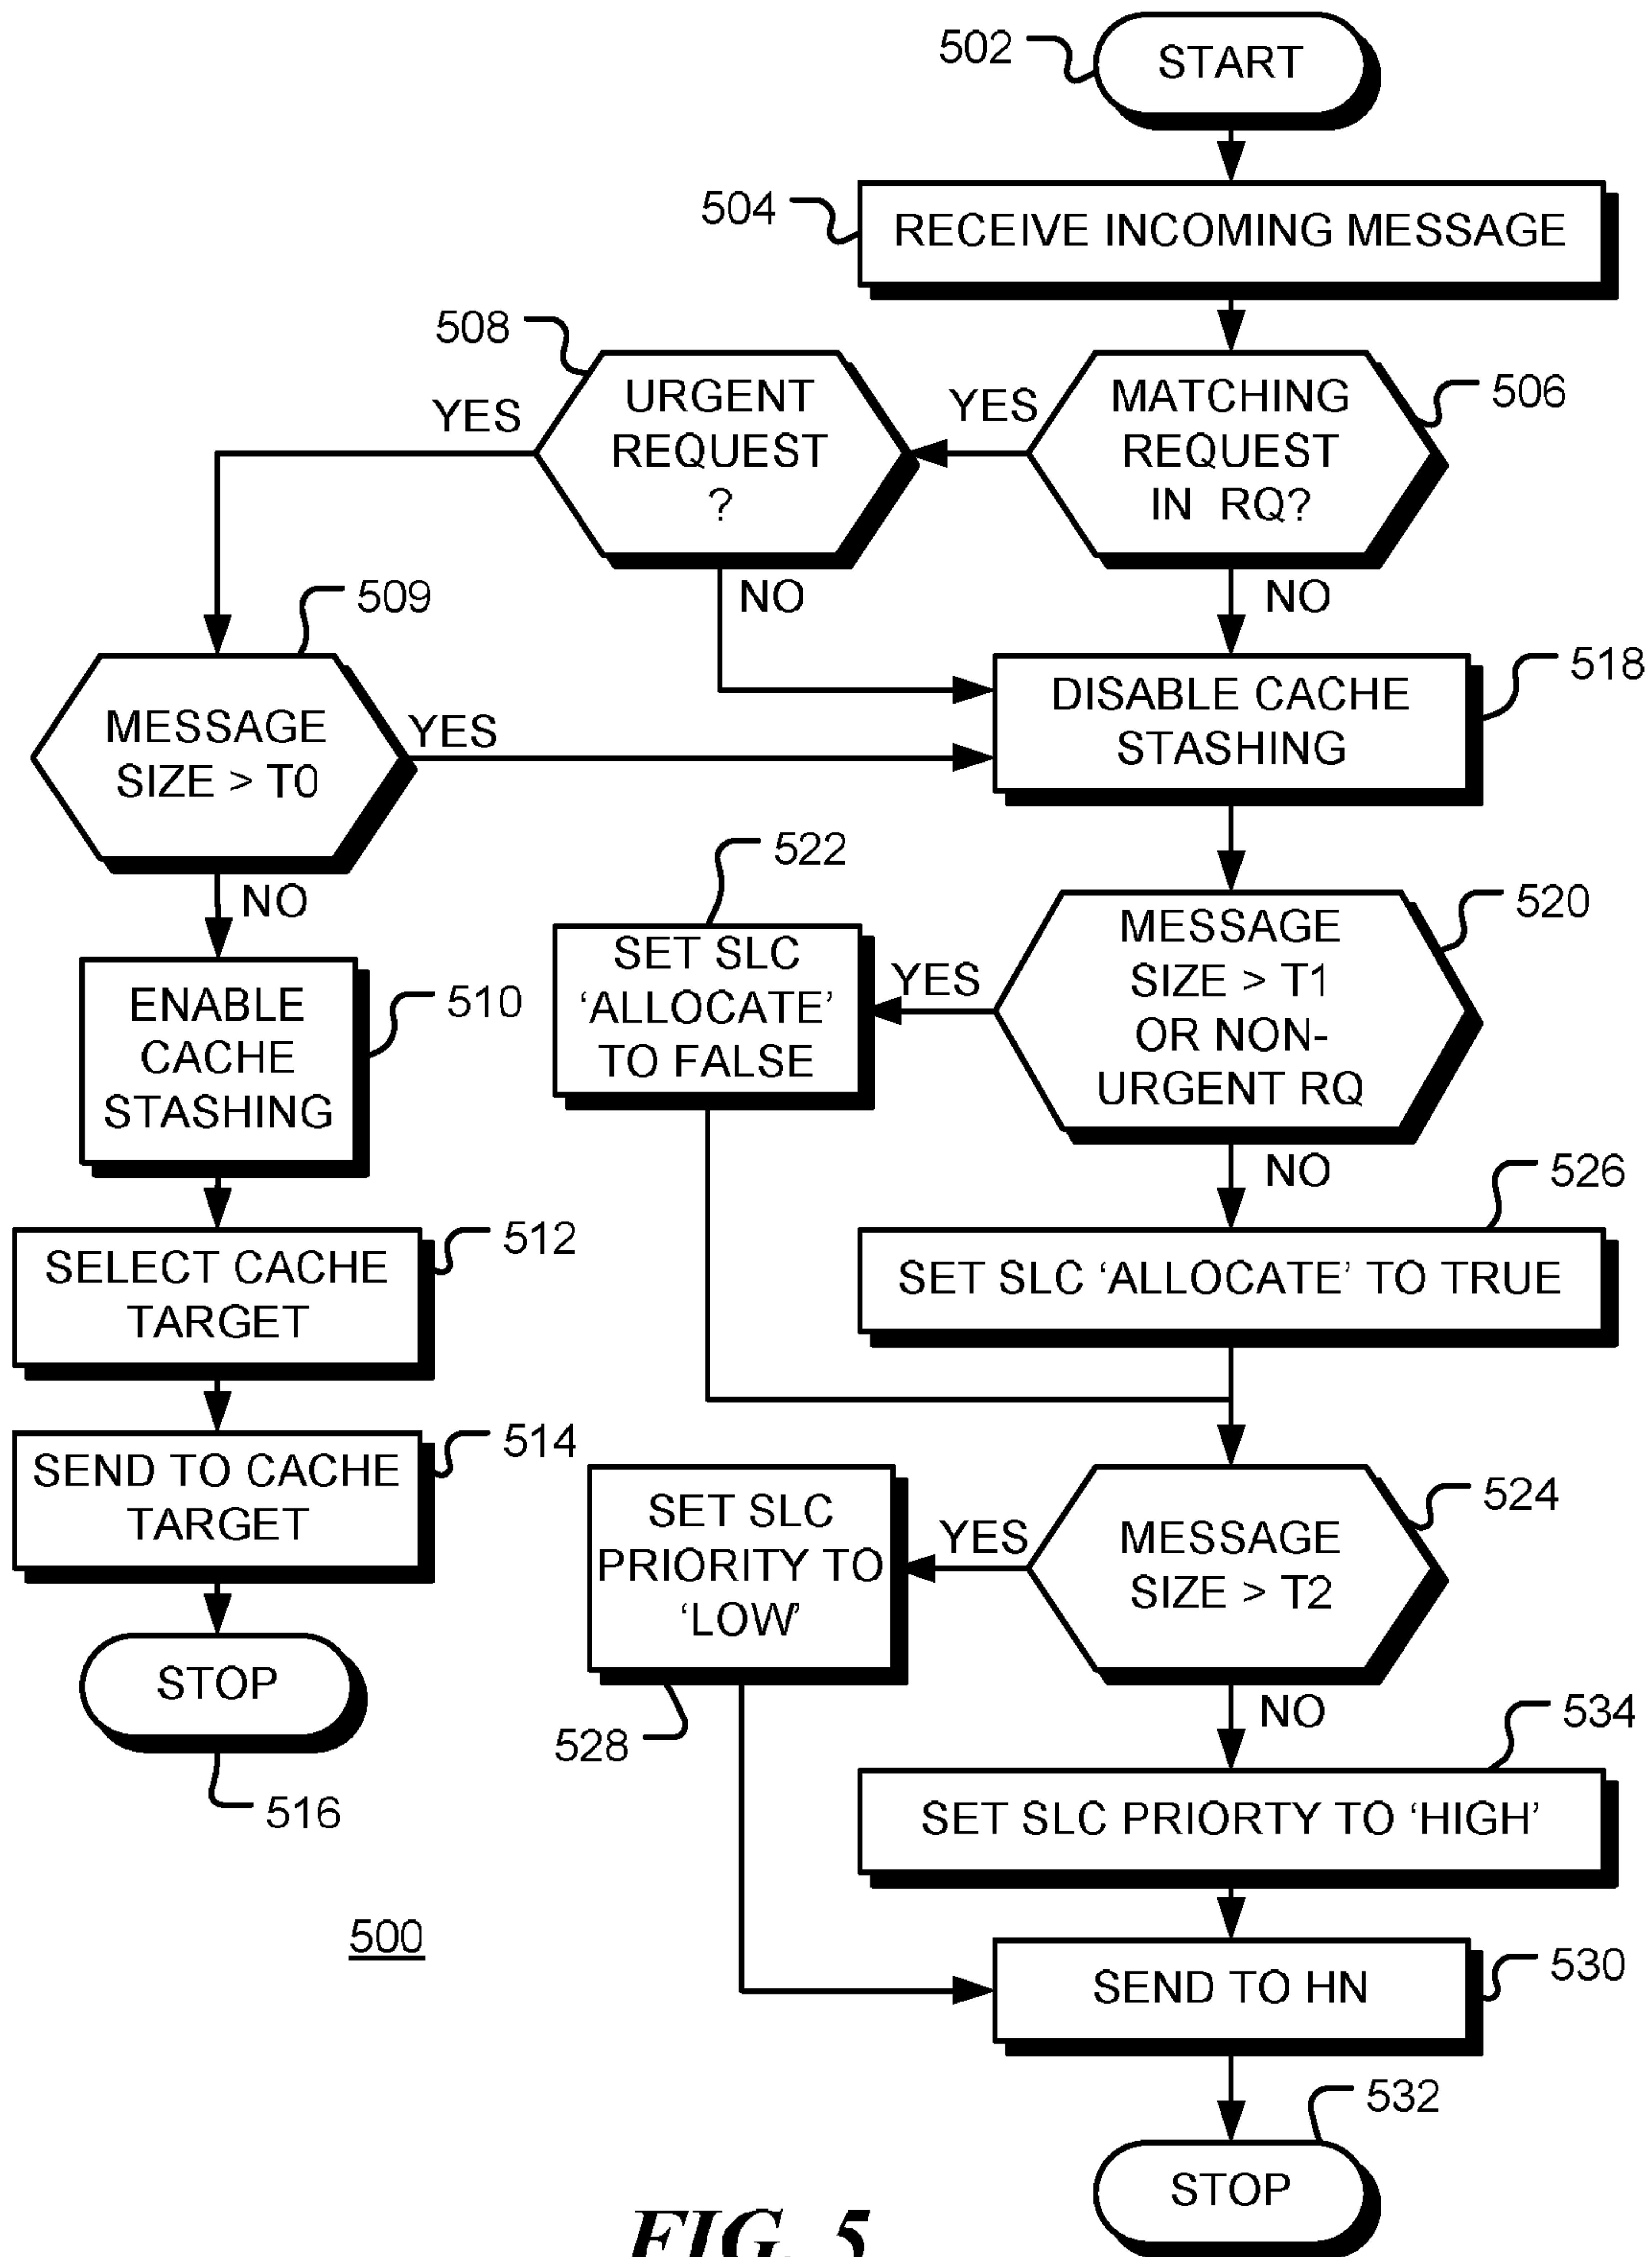 502
START
504
RECEIVE INCOMING MESSAGE
508
URGENT
REQUEST
?
YES
YES
MATCHING
REQUEST
IN RQ?
506
NO
NO
509
MESSAGE
SIZE > T0
YES
DISABLE CACHE
STASHING
518
NO
522
SET SLC
‘ALLOCATE’
TO FALSE
YES
MESSAGE
SIZE > T1
OR NON-
URGENT RQ
520
ENABLE
CACHE
STASHING
510
NO
526
SELECT CACHE
TARGET
512
SET SLC ‘ALLOCATE’ TO TRUE
SEND TO CACHE
TARGET
514
SET SLC
PRIORITY TO
‘LOW’
YES
MESSAGE
SIZE > T2
524
STOP
528
NO
534
516
SET SLC PRIORTY TO ‘HIGH’
500
SEND TO HN
530
532
STOP
FIG. 5